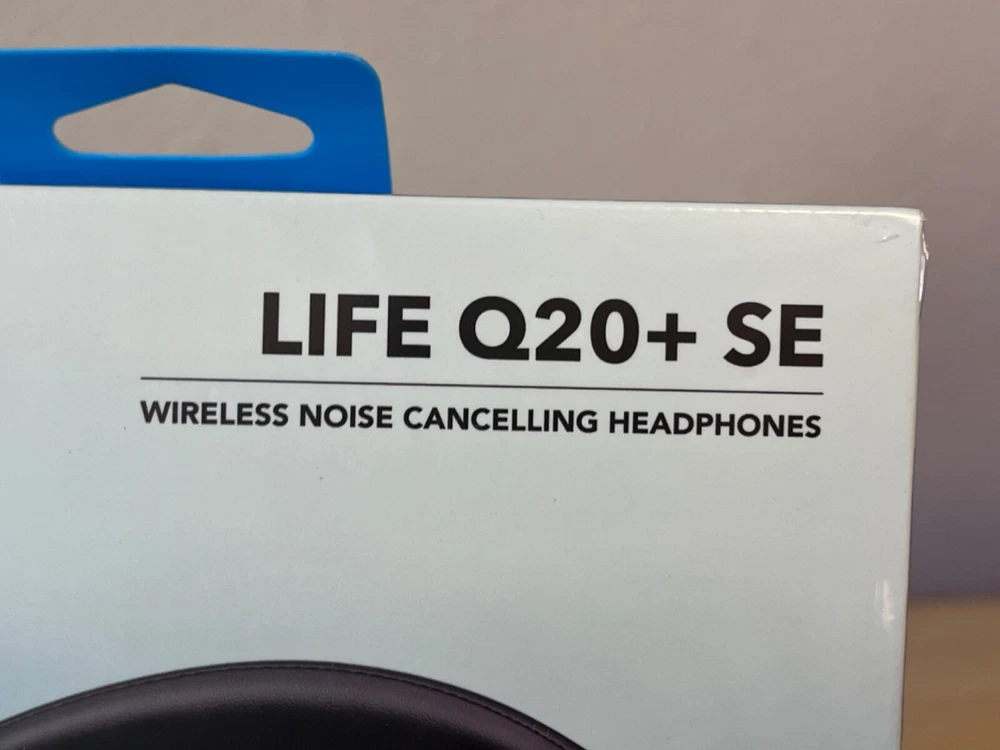 LIFE Q20+ SE
WIRELESS NOISE CANCELLING HEADPHONES